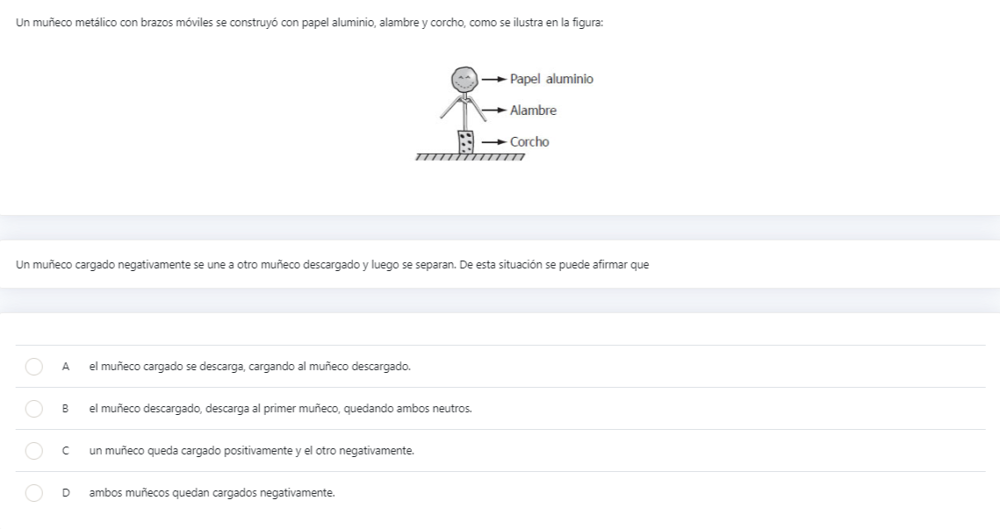 Un muñeco metálico con brazos móviles se construyó con papel aluminio, alambre y corcho, como se ilustra en la figura:
Papel aluminio
Alambre
Corcho
Un muñeco cargado negativamente se une a otro muñeco descargado y luego se separan. De esta situación se puede afirmar que
A el muñeco cargado se descarga, cargando al muñeco descargado.
B el muñeco descargado, descarga al primer muñeco, quedando ambos neutros.
C un muñeco queda cargado positivamente y el otro negativamente.
D ambos muñecos quedan cargados negativamente.